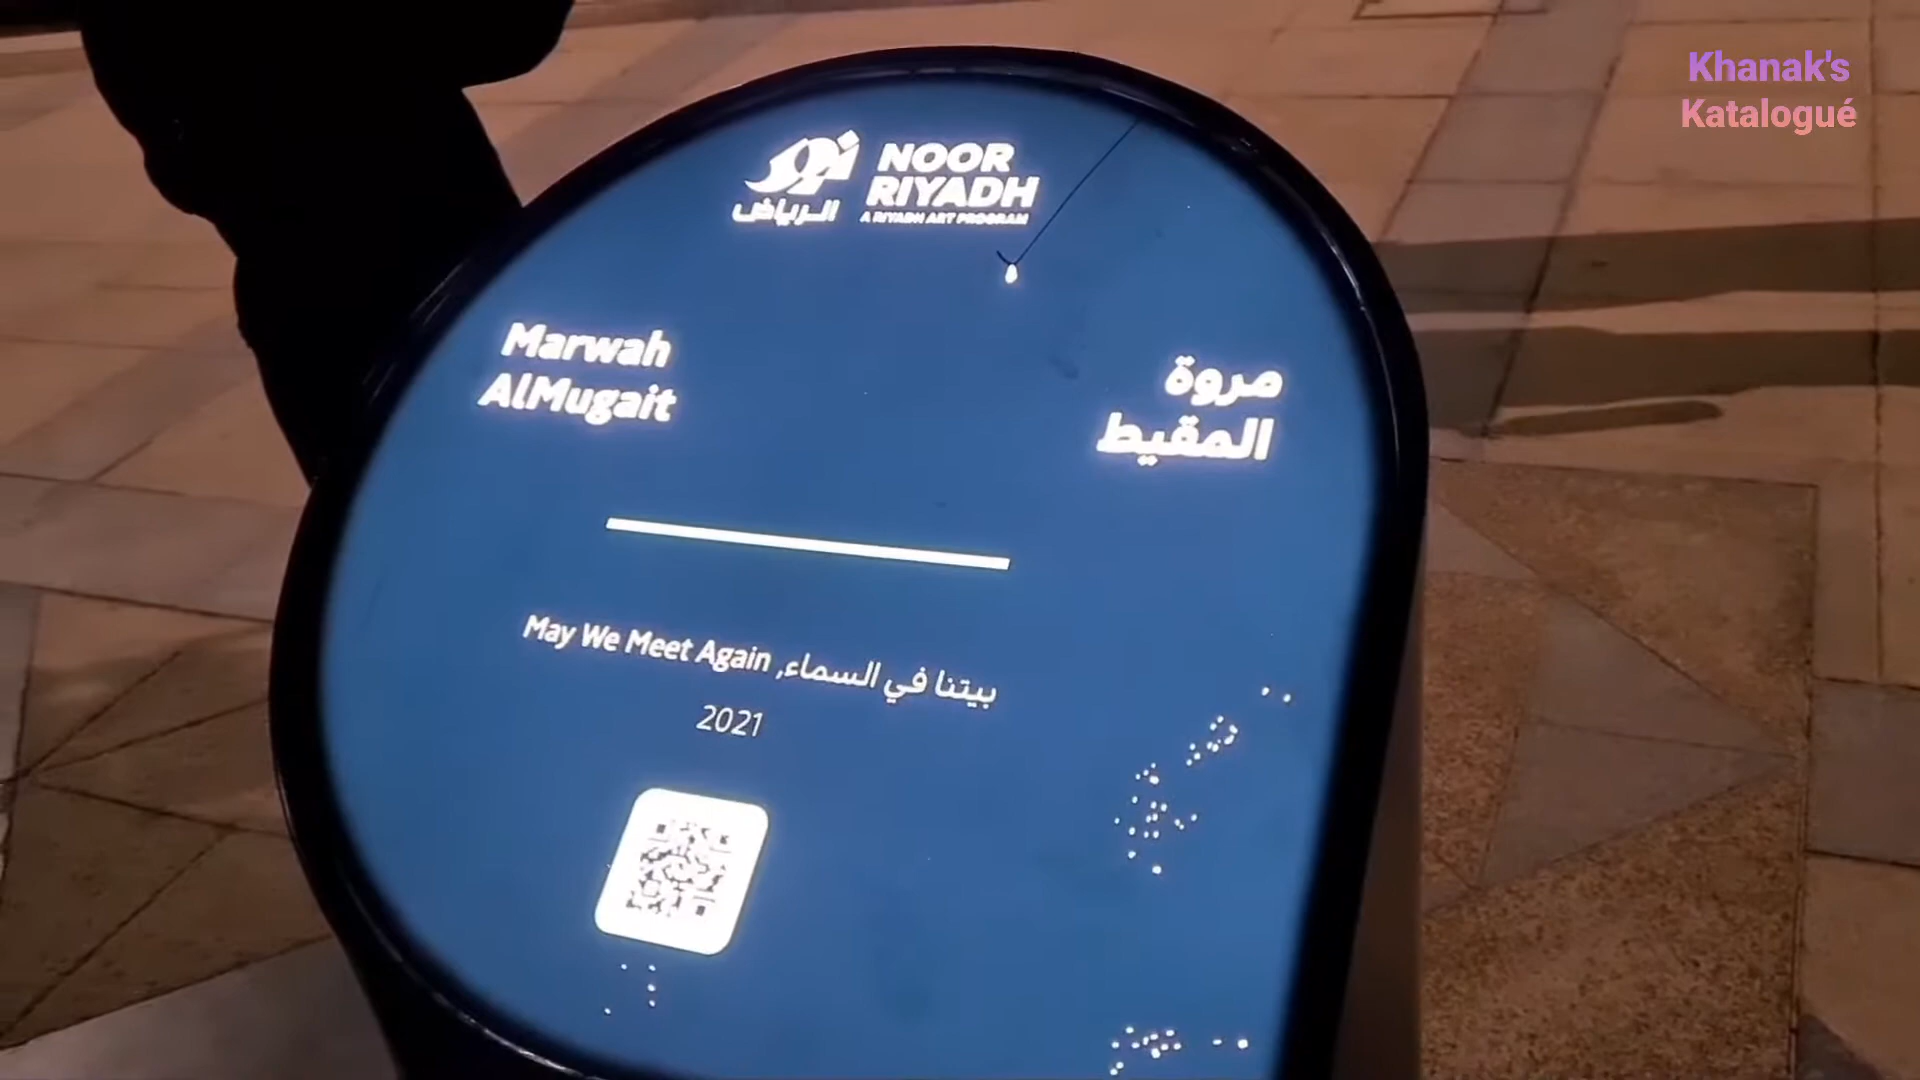 Khanak's
Katalogué
نور
الرياض
NOOR
RIYADH
A RIYADH ART PROGRAM
Marwah
AlMugait
مروة
المقيط
May We Meet Again, بيتنا في السماء
2021